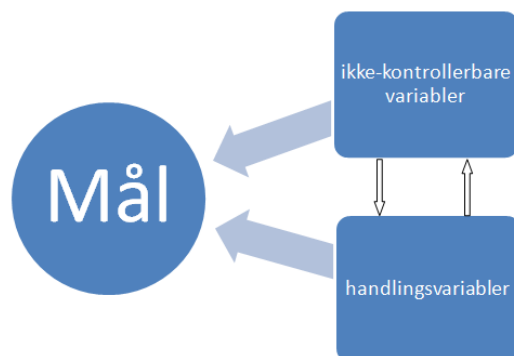 ikke-kontrollerbare
variabler
Mål
handlingsvariabler